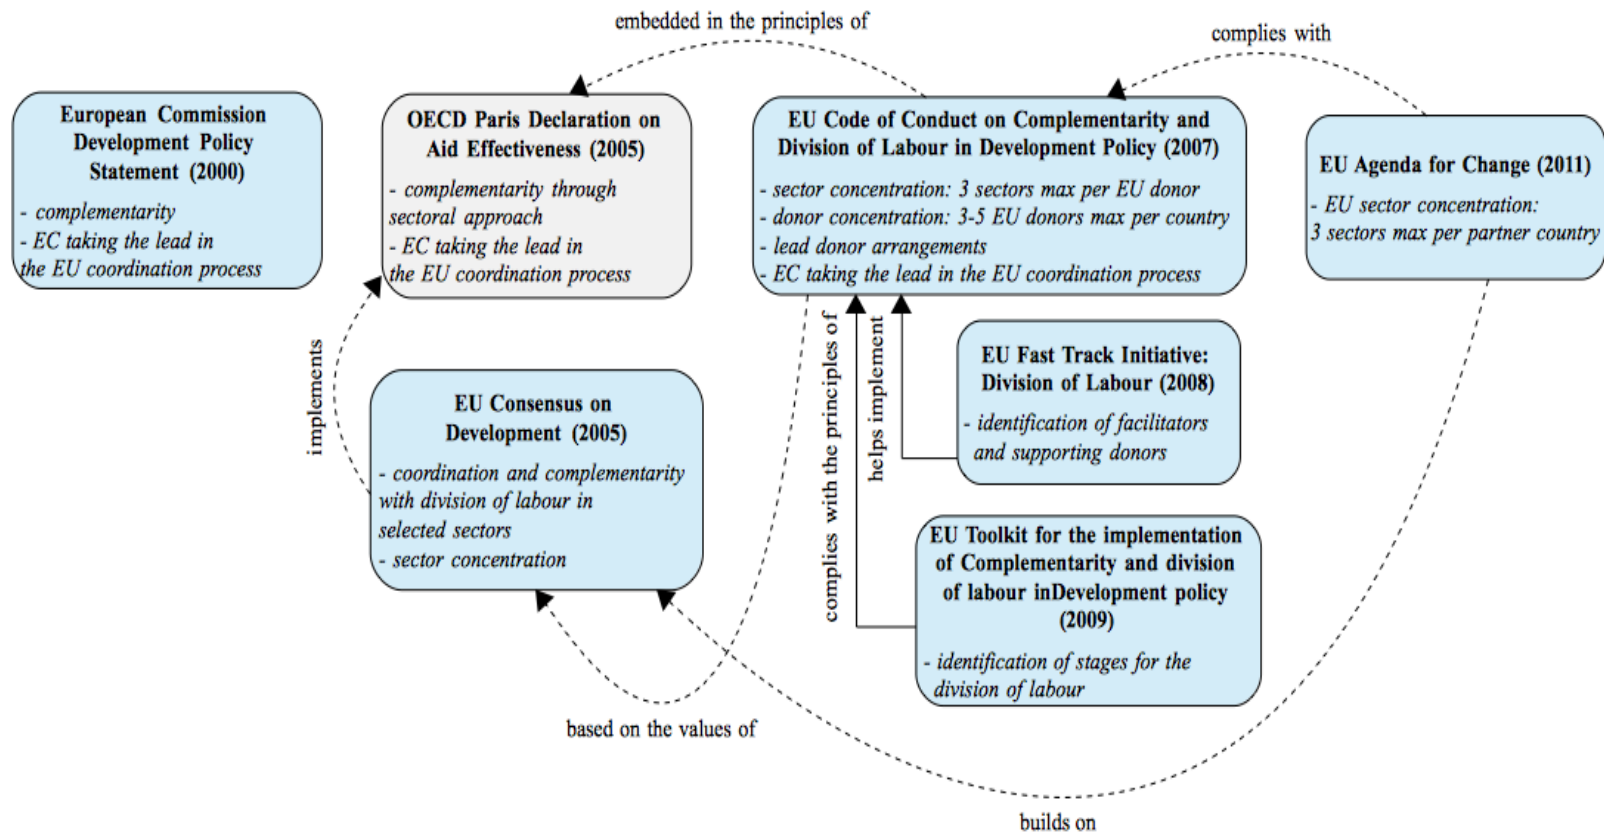 embedded in the principles of
complies with
European Commission
Development Policy
Statement (2000)
- complementarity
- EC taking the lead in
the EU coordination process
OECD Paris Declaration on
Aid Effectiveness (2005)
- complementarity through
sectoral approach
- EC taking the lead in
the EU coordination process
EU Code of Conduct on Complementarity and
Division of Labour in Development Policy (2007)
- sector concentration: 3 sectors max per EU donor
- donor concentration: 3-5 EU donors max per country
- lead donor arrangements
- EC taking the lead in the EU coordination process
EU Agenda for Change (2011)
- EU sector concentration:
3 sectors max per partner country
implements
EU Consensus on
Development (2005)
- coordination and complementarity
with division of labour in
selected sectors
- sector concentration
complies with the principles of
helps implement
EU Fast Track Initiative:
Division of Labour (2008)
- identification of facilitators
and supporting donors
EU Toolkit for the implementation
of Complementarity and division
of labour inDevelopment policy
(2009)
- identification of stages for the
division of labour
based on the values of
builds on